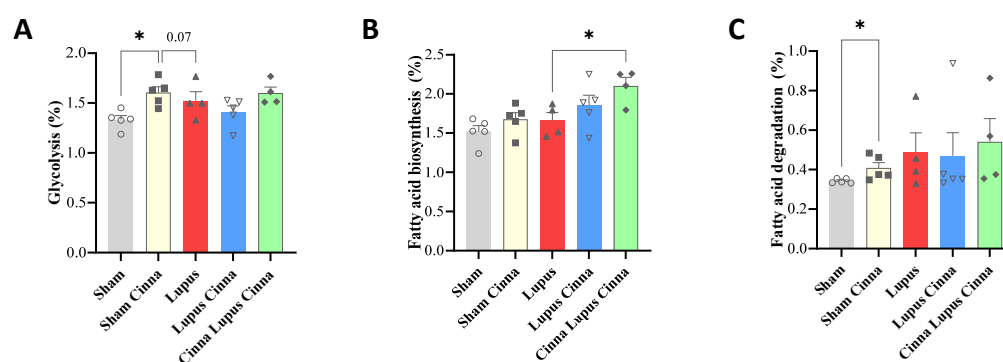 A
*
0.07
Glycolysis (%)
2.0
1.5
1.0
0.5
0.0
Sham
Sham Cinna
Lupus
Lupus Cinna
Cinna Lupus Cinna
B
*
Fatty acid biosynthesis (%)
2.5
2.0
1.5
1.0
0.5
0.0
Sham
Sham Cinna
Lupus
Lupus Cinna
Cinna Lupus Cinna
C
*
Fatty acid degradation (%)
1.0
0.8
0.6
0.4
0.2
0.0
Sham
Sham Cinna
Lupus
Lupus Cinna
Cinna Lupus Cinna